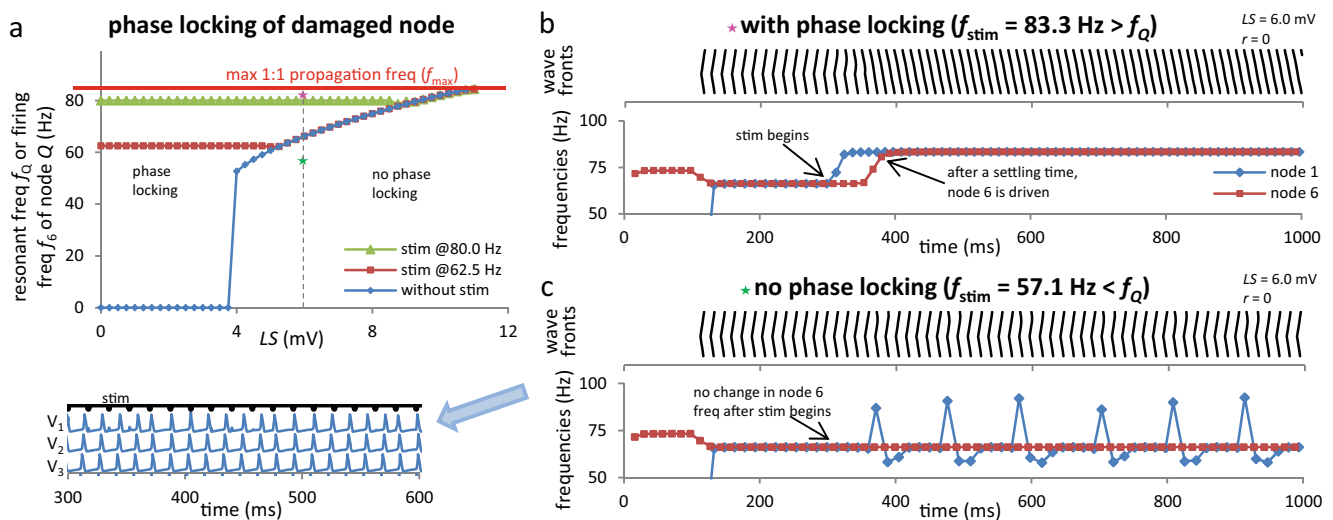 a
phase locking of damaged node
resonant freq fQ or firing
freq f6 of node Q (Hz)
max 1:1 propagation freq (fmax)
80
60
40
20
0
phase
locking
no phase
locking
stim @80.0 Hz
stim @62.5 Hz
without stim
0 4 8 12
LS (mV)
stim
V1
V2
V3
300 400 500 600
time (ms)
b
★ with phase locking (fstim = 83.3 Hz > fQ)
LS = 6.0 mV
r = 0
wave
fronts
frequencies (Hz)
100
75
50
stim begins
after a settling time,
node 6 is driven
node 1
node 6
0 200 400 600 800 1000
time (ms)
c
★ no phase locking (fstim = 57.1 Hz < fQ)
LS = 6.0 mV
r = 0
wave
fronts
frequencies (Hz)
100
75
50
no change in node 6
freq after stim begins
0 200 400 600 800 1000
time (ms)